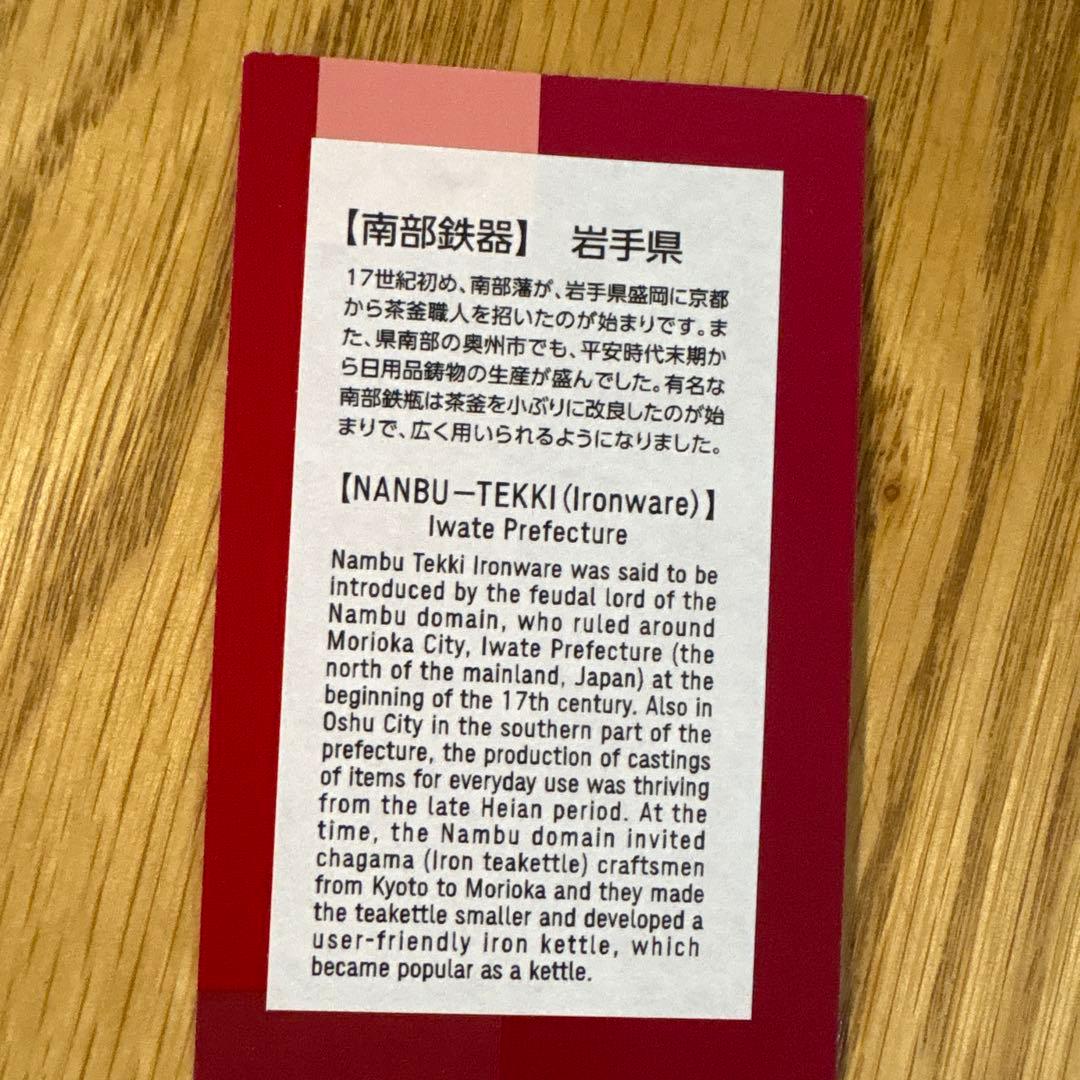 【南部鉄器】 岩手県
17世紀初め、南部藩が、岩手県盛岡に京都
から茶釜職人を招いたのが始まりです。ま
た、県南部の奥州市でも、平安時代末期か
ら日用品鋳物の生産が盛んでした。有名な
南部鉄瓶は茶釜を小ぶりに改良したのが始
まりで、広く用いられるようになりました。
【NANBU－TEKKI(Ironware)】
Iwate Prefecture
Nambu Tekki Ironware was said to be
introduced by the feudal lord of the
Nambu domain, who ruled around
Morioka City, Iwate Prefecture (the
north of the mainland, Japan) at the
beginning of the 17th century. Also in
Oshu City in the southern part of the
prefecture, the production of castings
of items for everyday use was thriving
from the late Heian period. At the
time, the Nambu domain invited
chagama (Iron teakettle) craftsmen
from Kyoto to Morioka and they made
the teakettle smaller and developed a
user-friendly iron kettle, which
became popular as a kettle.